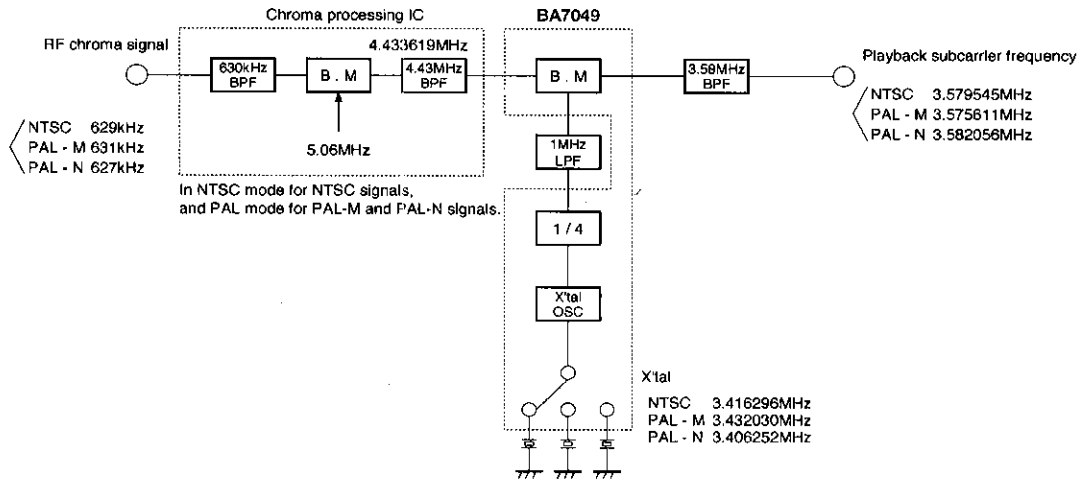 Chroma processing IC
BA7049
RF chroma signal
4.433619MHz
Playback subcarrier frequency
630kHz
BPF
B . M
4.43MHz
BPF
B . M
3.58MHz
BPF
NTSC 629kHz
PAL - M 631kHz
PAL - N 627kHz
5.06MHz
NTSC 3.579545MHz
PAL - M 3.575611MHz
PAL - N 3.582056MHz
1MHz
LPF
In NTSC mode for NTSC signals,
and PAL mode for PAL-M and PAL-N signals.
1 / 4
X'tal
OSC
X'tal
NTSC 3.416296MHz
PAL - M 3.432030MHz
PAL - N 3.406252MHz